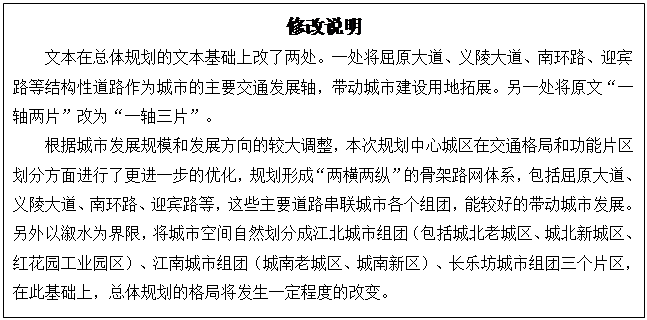 修改说明
文本在总体规划的文本基础上改了两处。一处将屈原大道、义陵大道、南环路、迎宾
路等结构性道路作为城市的主要交通发展轴，带动城市建设用地拓展。另一处将原文“一
轴两片”改为“一轴三片”。
根据城市发展规模和发展方向的较大调整，本次规划中心城区在交通格局和功能片区
划分方面进行了更进一步的优化，规划形成“两横两纵”的骨架路网体系，包括屈原大道、
义陵大道、南环路、迎宾路等，这些主要道路串联城市各个组团，能较好的带动城市发展。
另外以溆水为界限，将城市空间自然划分成江北城市组团（包括城北老城区、城北新城区、
红花园工业园区）、江南城市组团（城南老城区、城南新区）、长乐坊城市组团三个片区，
在此基础上，总体规划的格局将发生一定程度的改变。